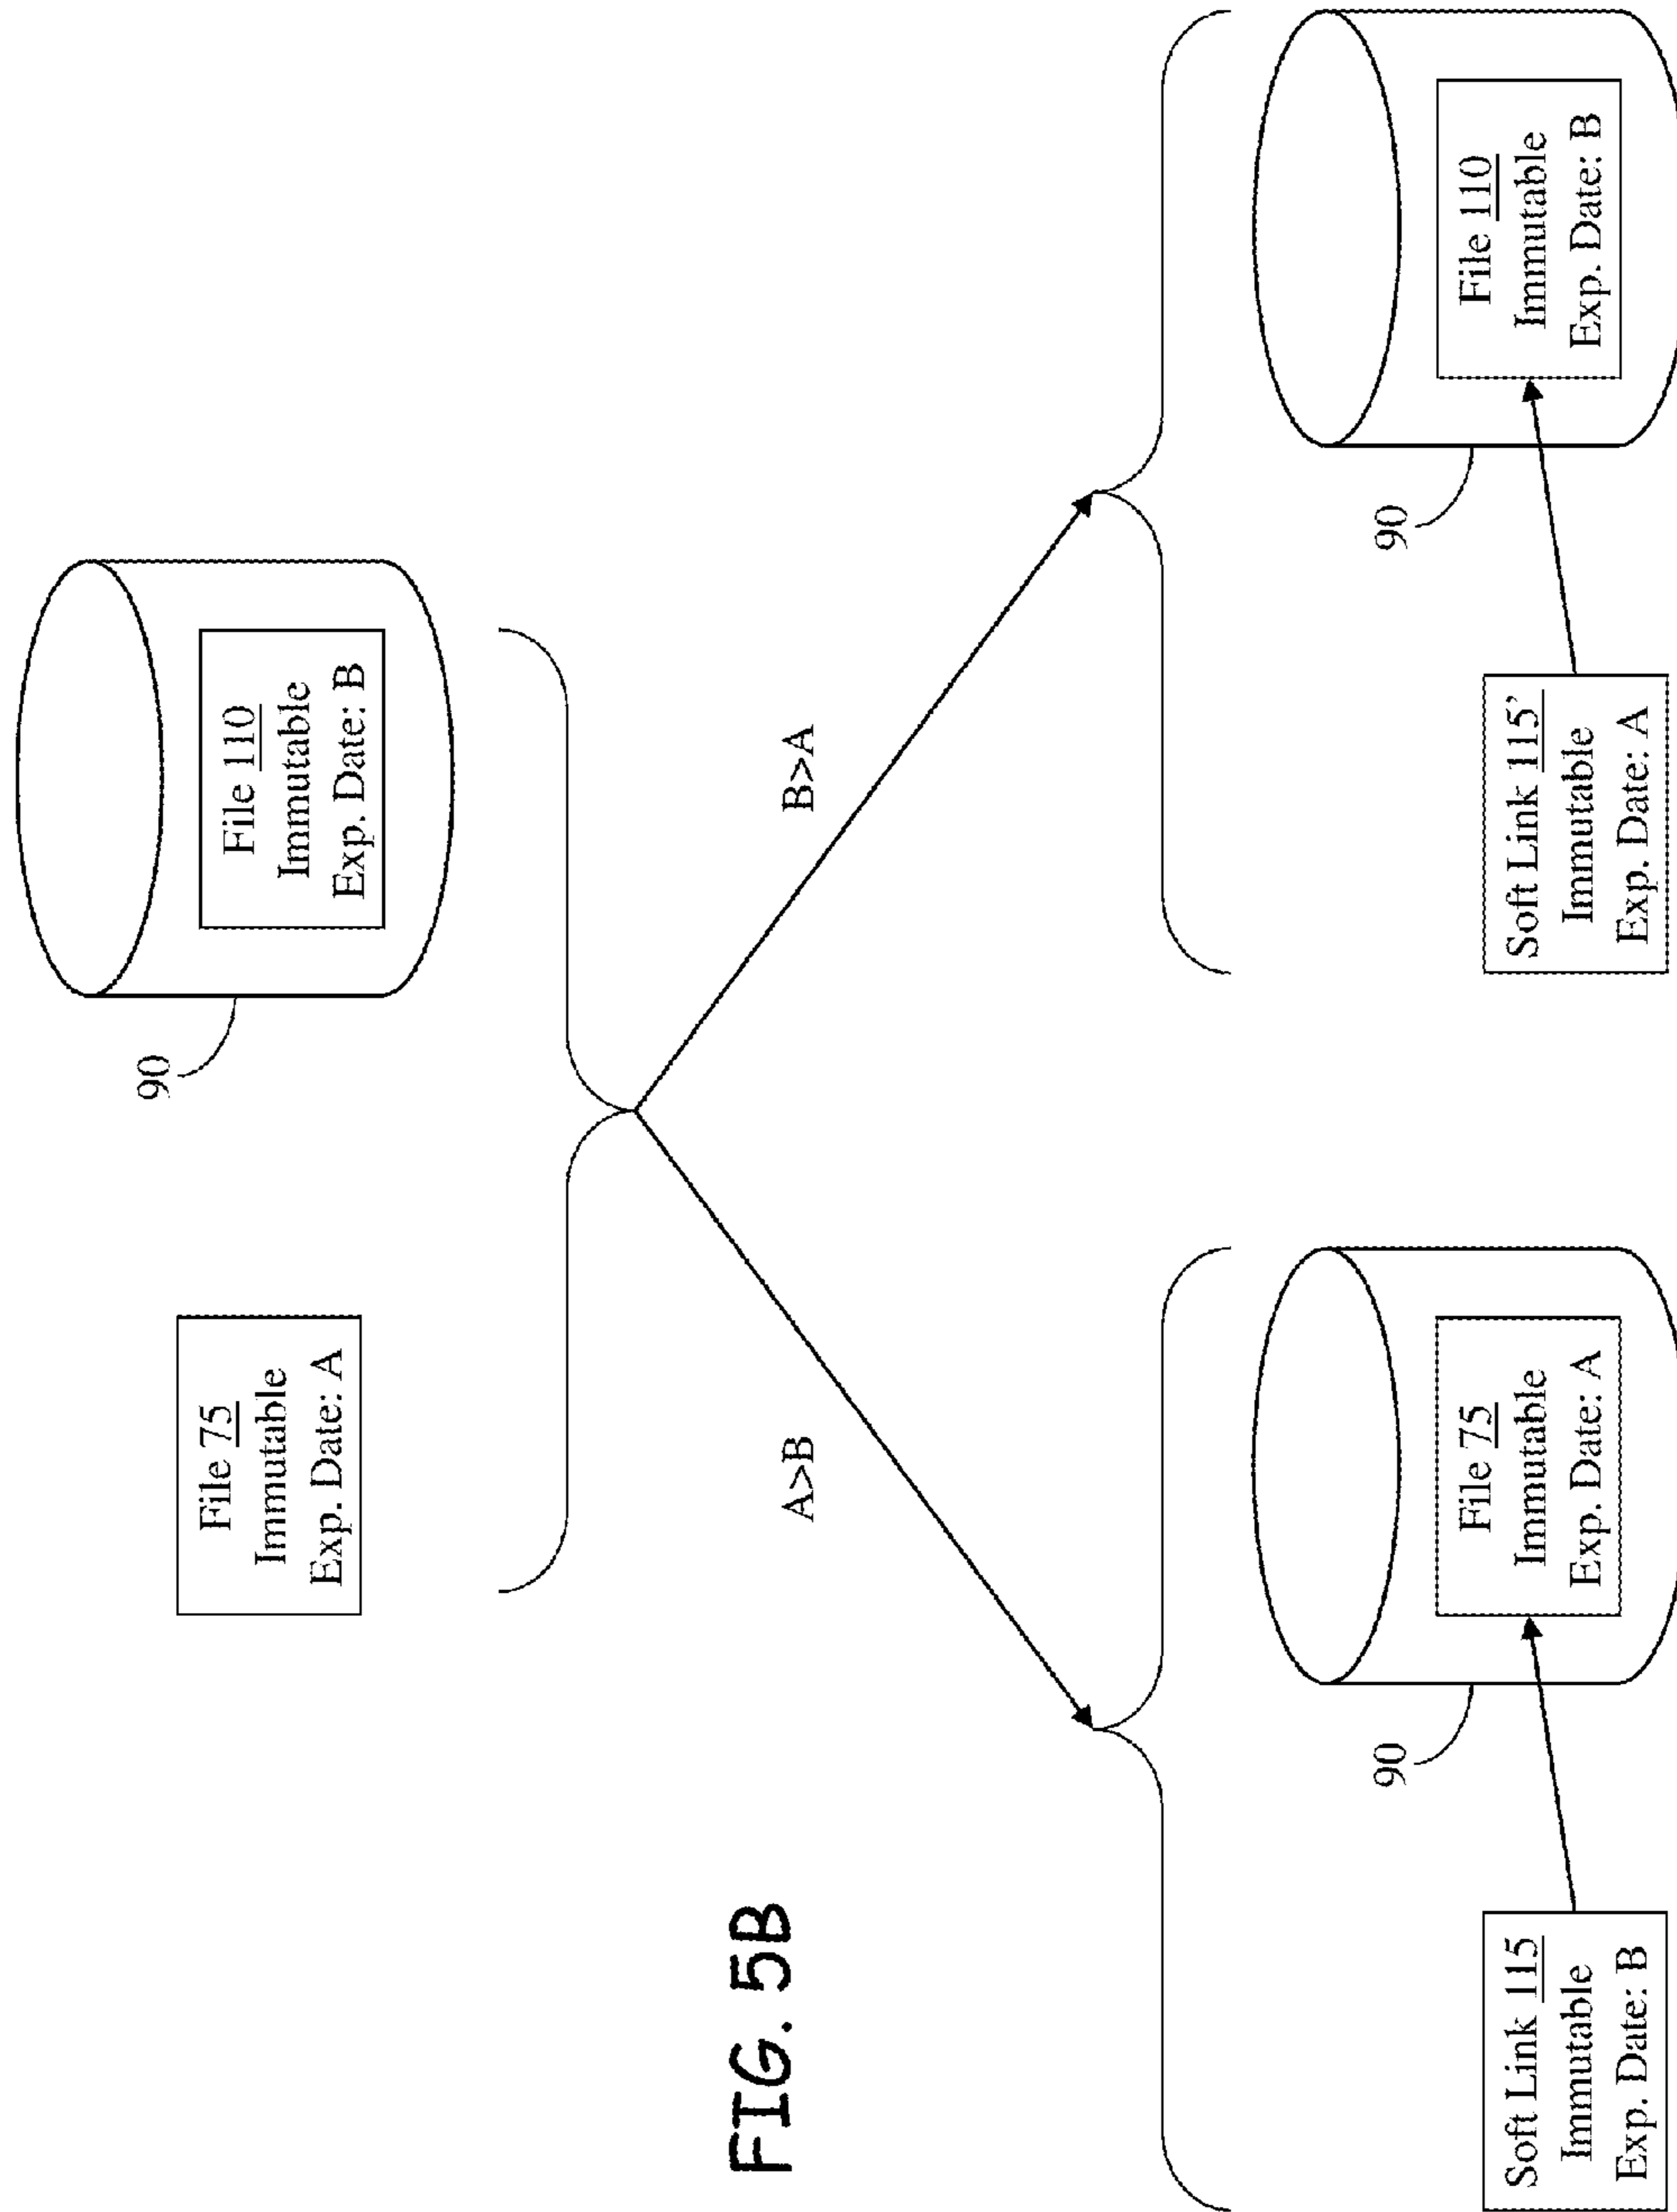 FIG. 5B
File 75
Immutable
Exp. Date: A
90
File 110
Immutable
Exp. Date: B
A>B
B>A
Soft Link 115
Immutable
Exp. Date: B
90
File 75
Immutable
Exp. Date: A
Soft Link 115’
Immutable
Exp. Date: A
90
File 110
Immutable
Exp. Date: B